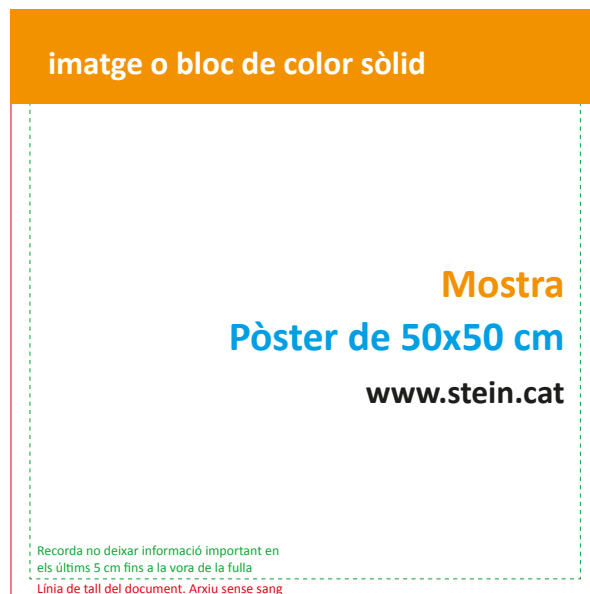 imatge o bloc de color sòlid
Mostra
Pòster de 50x50 cm
www.stein.cat
Recorda no deixar informació important en
els últims 5 cm fins a la vora de la fulla
Línia de tall del document. Arxiu sense sang